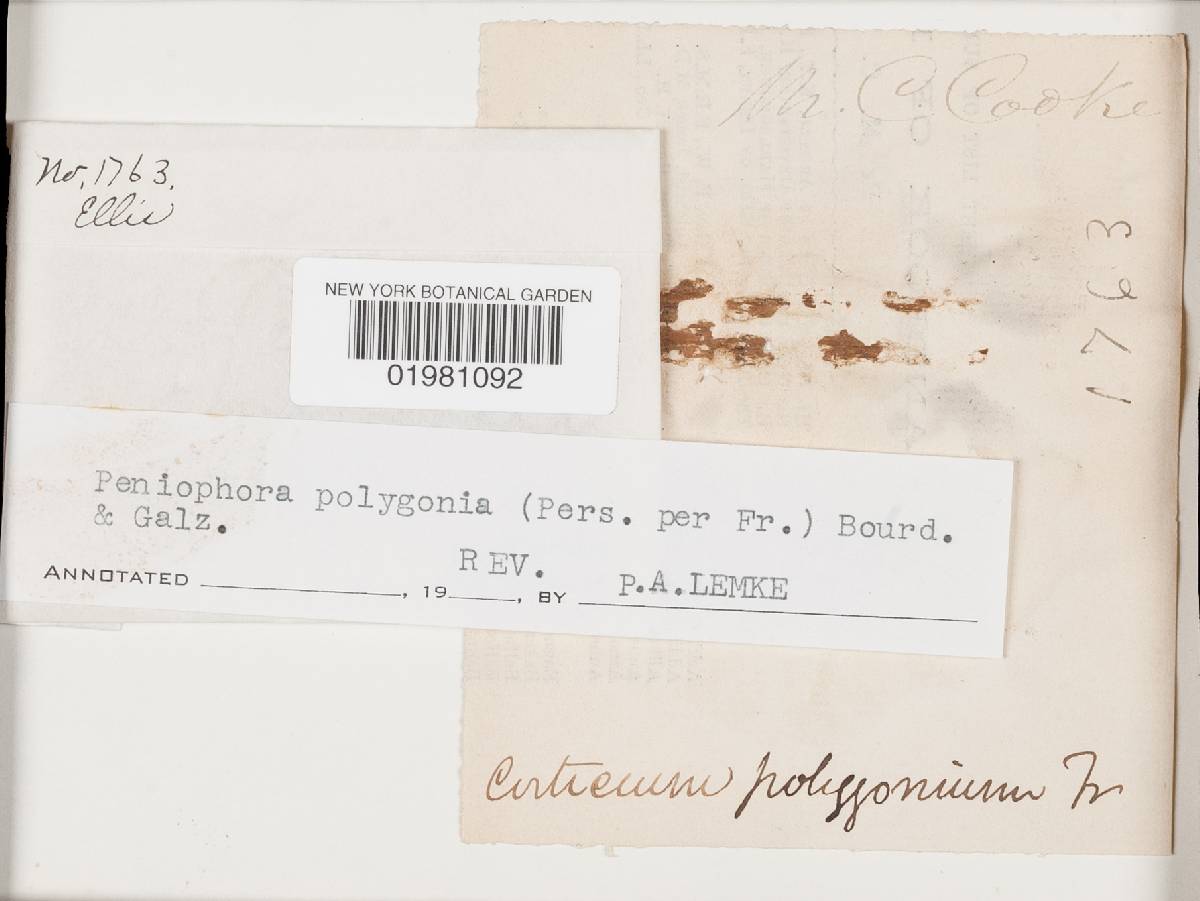 Mr. C Cooke
No, 1763,
Ellis
1763
NEW YORK BOTANICAL GARDEN
01981092
Peniophora polygonia (Pers. per Fr.) Bourd.
& Galz.
REV.
ANNOTATED , 19 , BY P.A.LEMKE
Corticium polygonium Fr